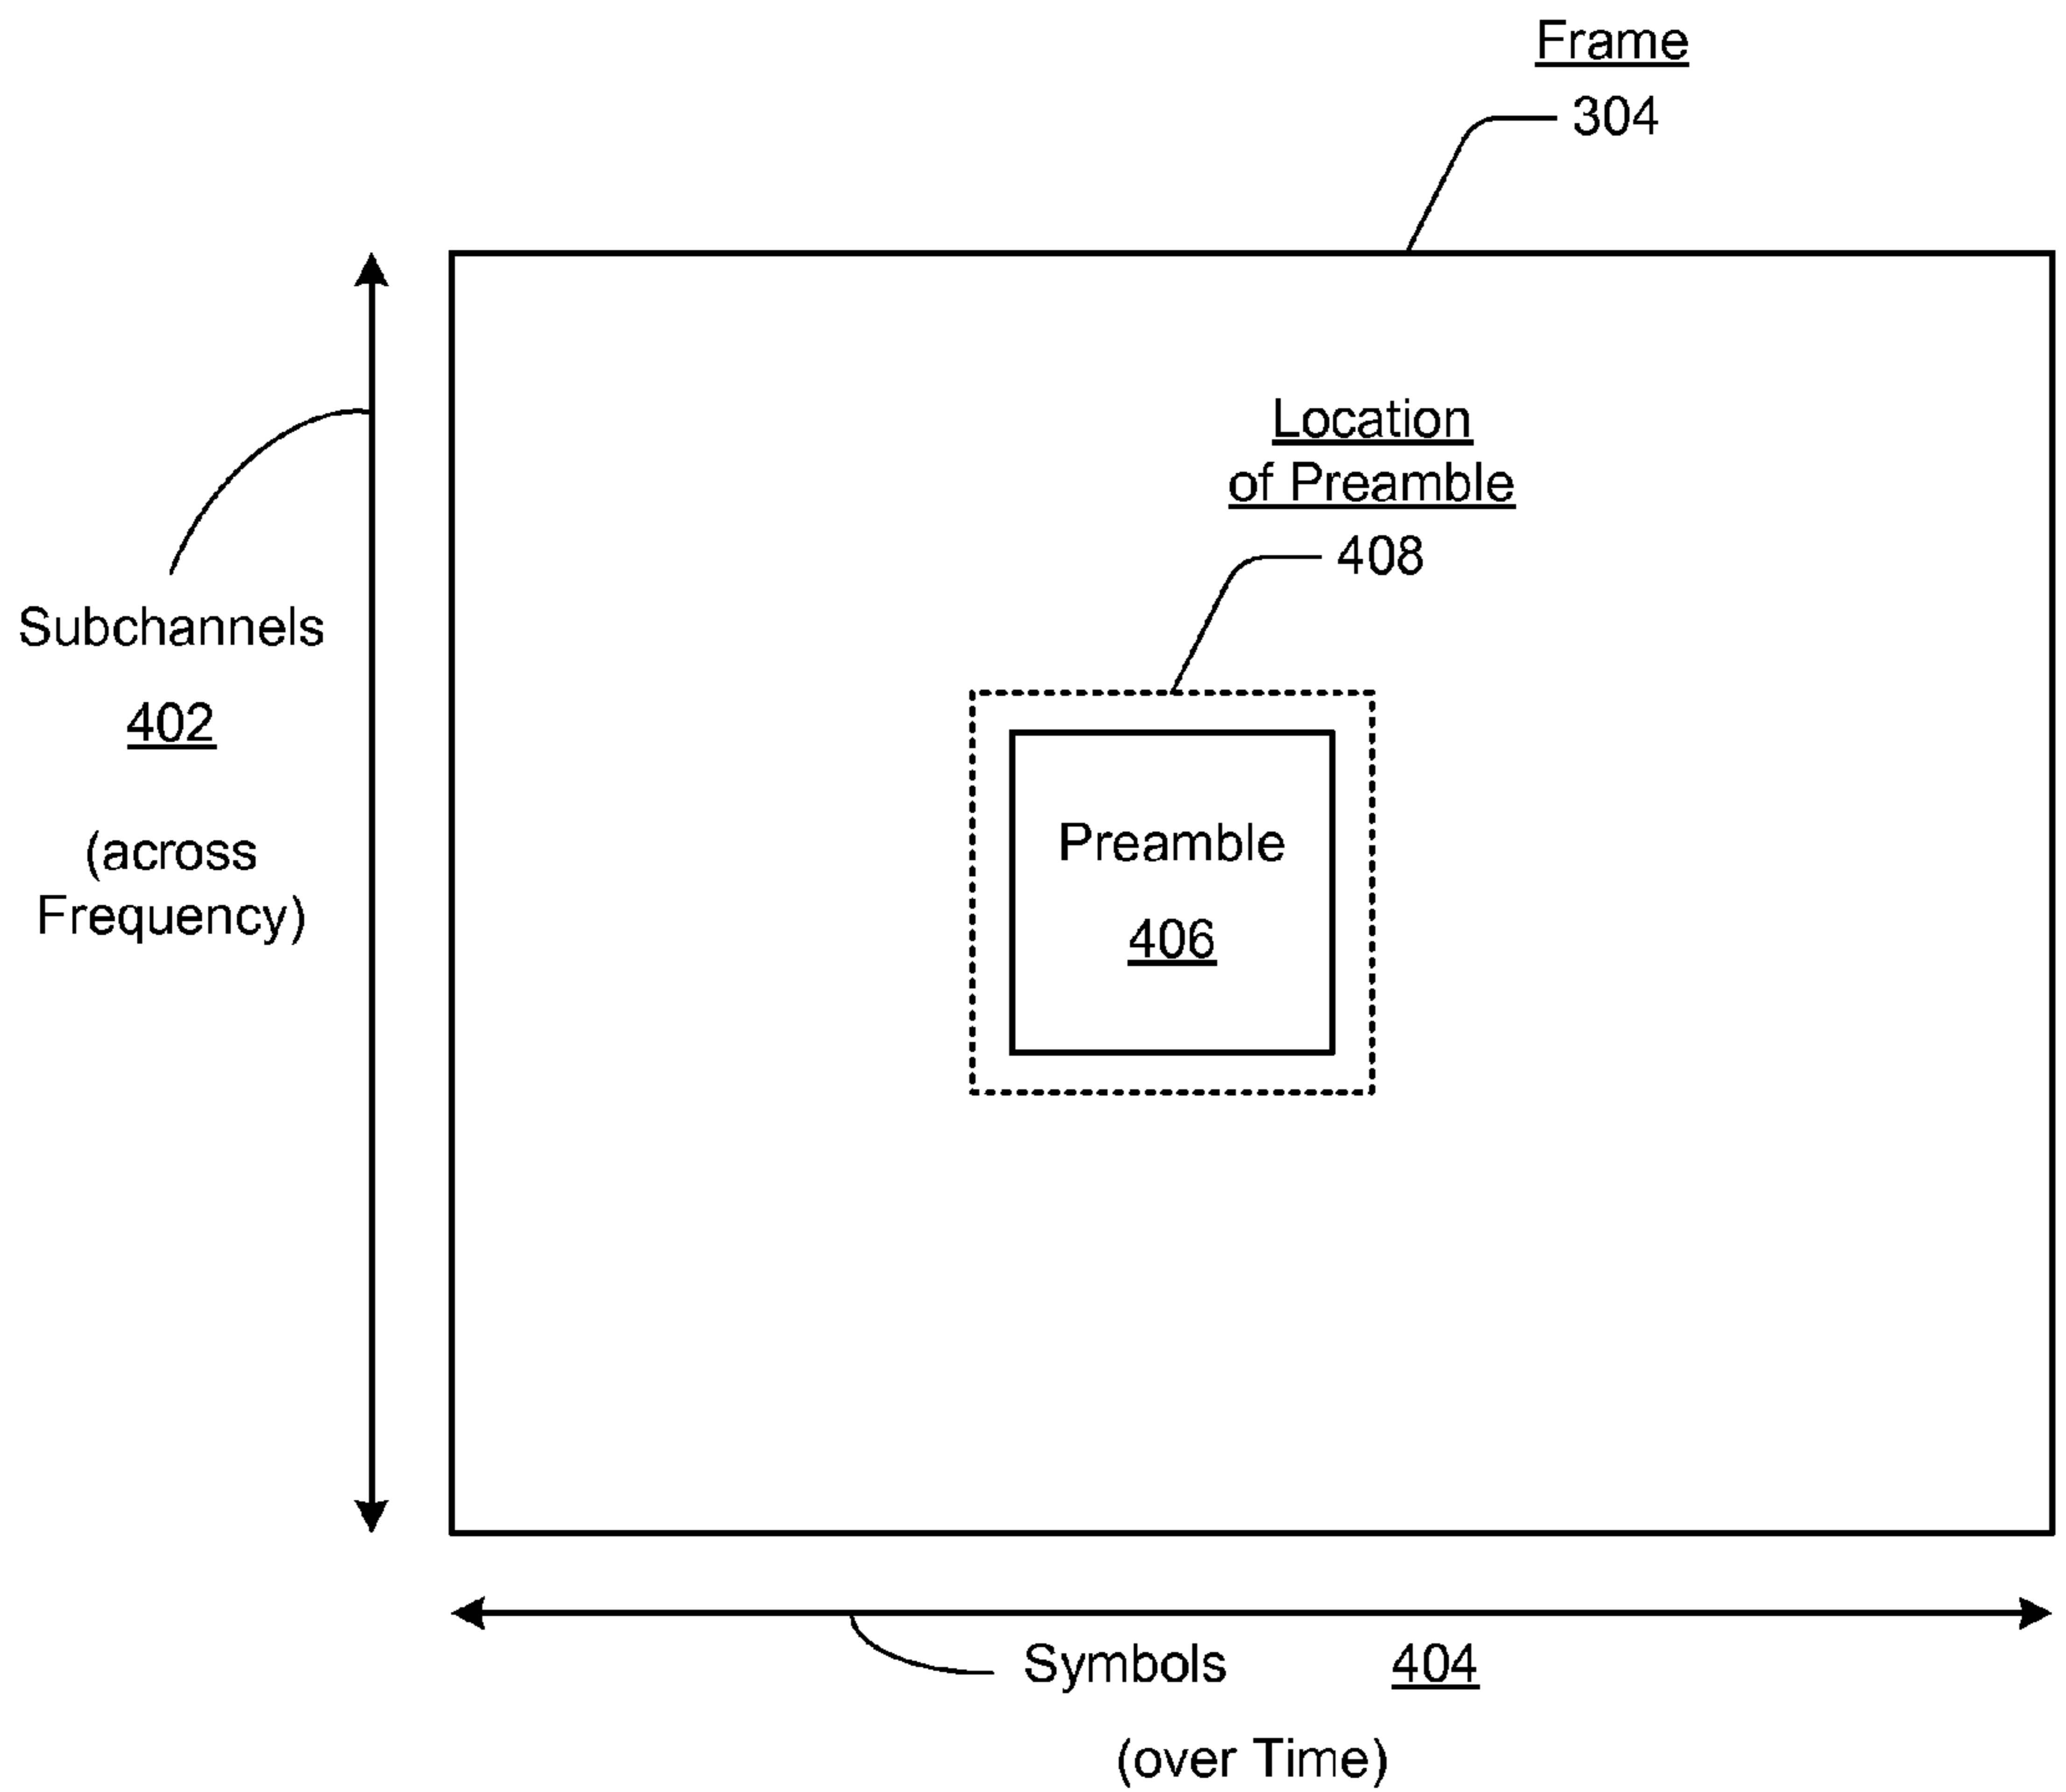 Frame
304
Location
of Preamble
408
Subchannels
402
(across
Frequency)
Preamble
406
Symbols 404
(over Time)